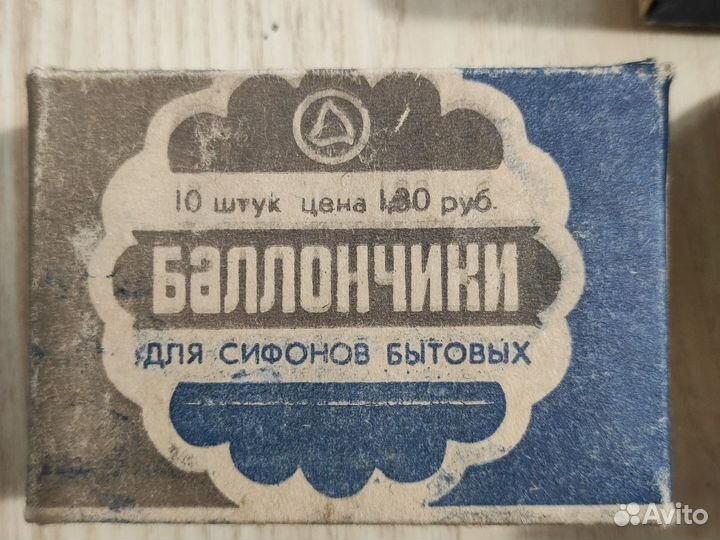 10 штук цена 1,80 руб.
Баллончики
для сифонов бытовых
Avito